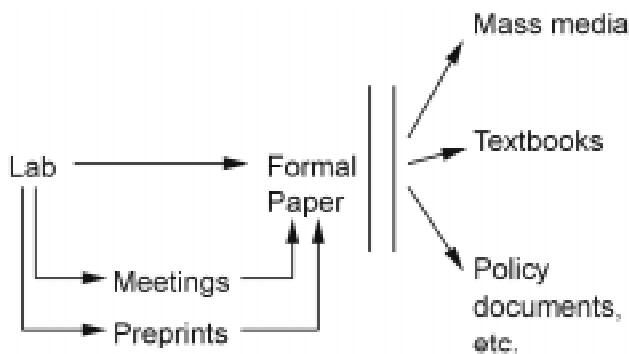 Mass media
Textbooks
Lab
Formal
Paper
Meetings
Preprints
Policy
documents,
etc.